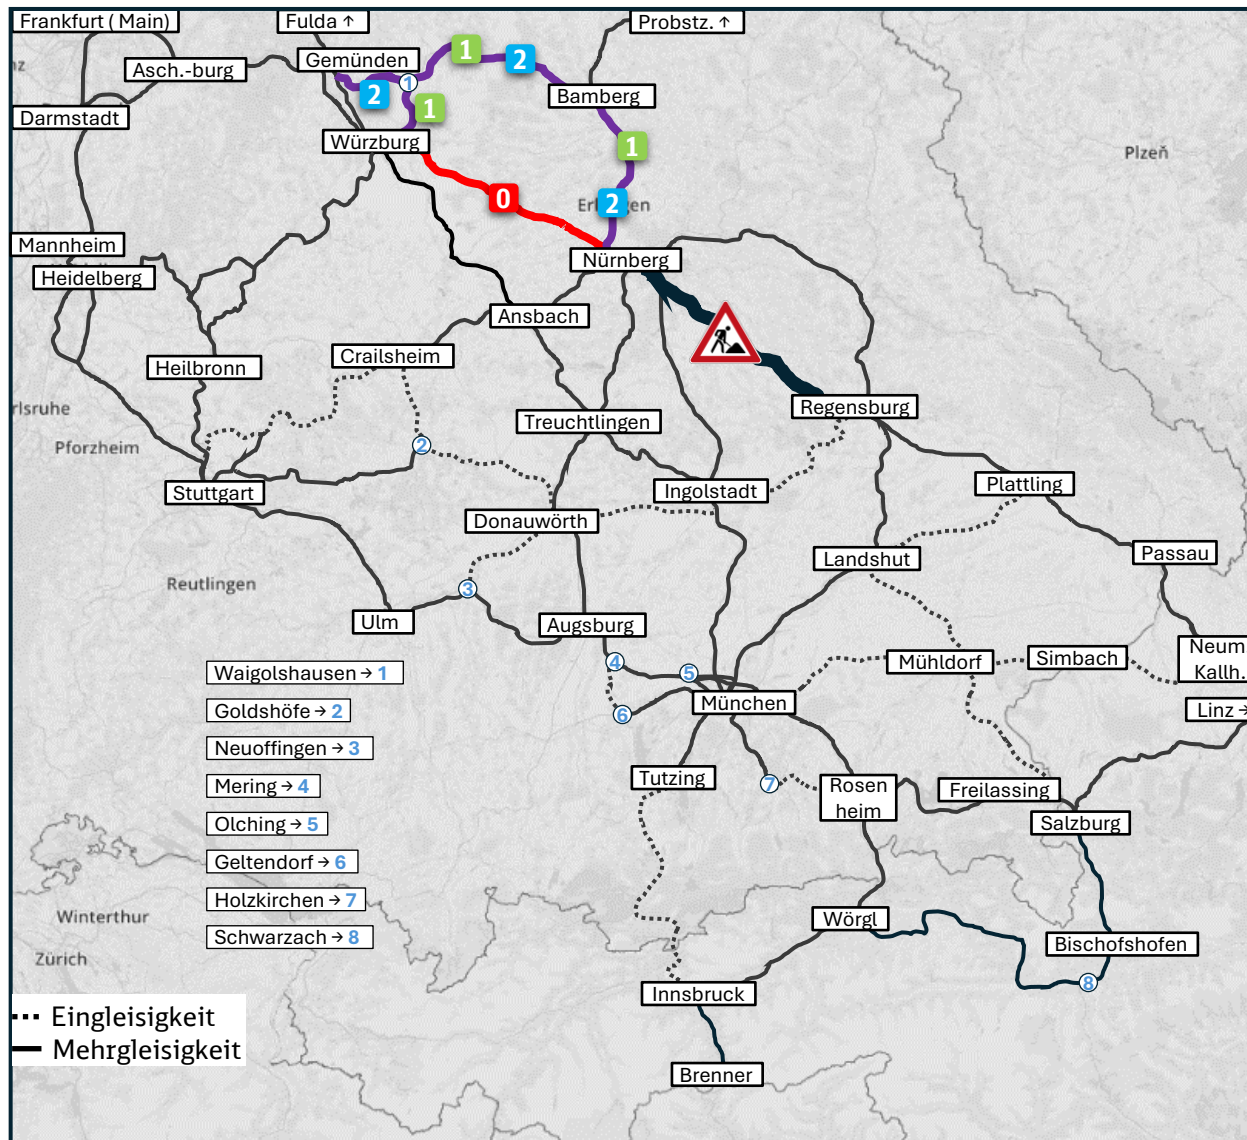 Frankfurt ( Main)
Fulda ↑
Probstz. ↑
Gemünden
Asch.-burg
1
2
2
1
1
Bamberg
Darmstadt
Würzburg
1
Plzeň
0
2
Mannheim
Nürnberg
Heidelberg
Ansbach
Crailsheim
Heilbronn
Regensburg
Treuchtlingen
Pforzheim
2
Stuttgart
Ingolstadt
Plattling
Donauwörth
Landshut
Passau
Reutlingen
3
Ulm
Augsburg
4
5
Mühldorf
Simbach
Neum
Kallh.
Waigolshausen → 1
München
Goldshöfe → 2
6
Linz →
Neuoffingen → 3
Tutzing
7
Rosen
heim
Freilassing
Mering → 4
Olching → 5
Salzburg
Geltendorf → 6
Holzkirchen → 7
Winterthur
Wörgl
Schwarzach → 8
Bischofshofen
Zürich
Innsbruck
8
Eingleisigkeit
Mehrgleisigkeit
Brenner